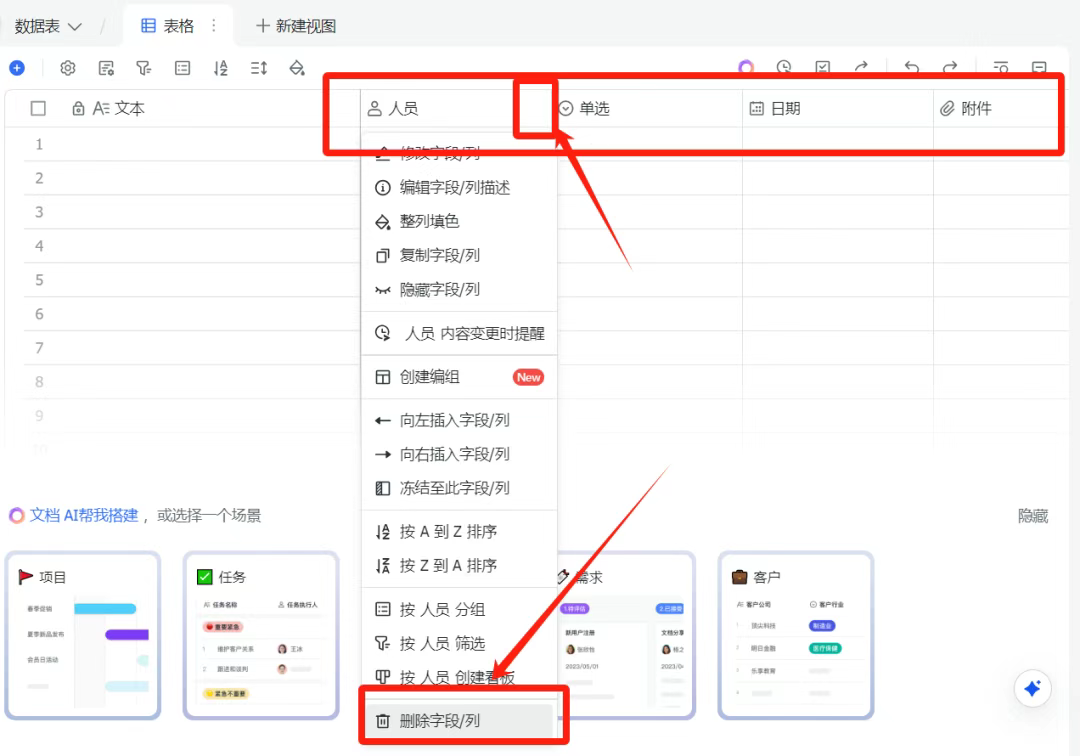 数据表 / 表格 新建视图
文本 人员 单选 日期 附件
1
修改字段/列
2 编辑字段/列描述
3 整列填色
4 复制字段/列
5 隐藏字段/列
6 人员 内容变更时提醒
7
8 创建编组 New
9 向左插入字段/列
10 向右插入字段/列
冻结至此字段/列
文档 AI帮我搭建 ，或选择一个场景 隐藏
按 A 到 Z 排序
按 Z 到 A 排序
项目 任务 需求 客户
按 人员 分组
按 人员 筛选
按 人员 创建看板
删除字段/列
春季促销
夏季新品发布
会员日活动
任务名称 任务执行人
重要紧急
1 维护客户关系 王冰
2 跟进和谈判
紧急不重要
1.待评估 2.已排期
新用户注册 文档分享
张时怡
2023/05/01 2023/04
客户公司 客户行业
1 顶尖科技 制造业
2 明日金融 医疗保健
3 乐享教育
4